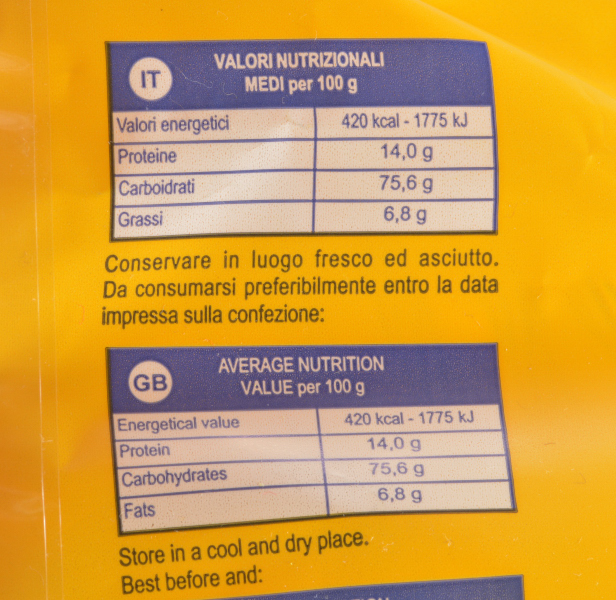 IT
VALORI NUTRIZIONALI
MEDI per 100 g
Valori energetici 420 kcal - 1775 kJ
Proteine 14,0 g
Carboidrati 75,6 g
Grassi 6,8 g
Conservare in luogo fresco ed asciutto.
Da consumarsi preferibilmente entro la data
impressa sulla confezione:
GB
AVERAGE NUTRITION
VALUE per 100 g
Energetical value 420 kcal - 1775 kJ
Protein 14,0 g
Carbohydrates 75,6 g
Fats 6,8 g
Store in a cool and dry place.
Best before and: